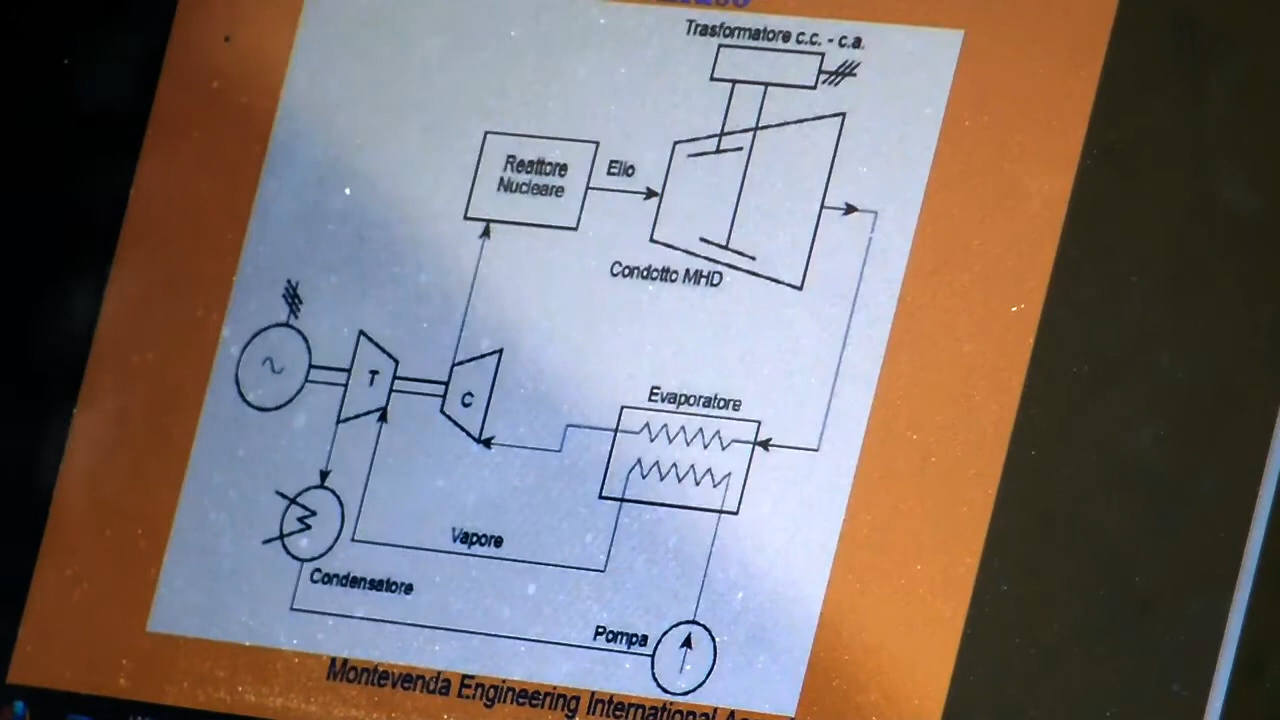 Trasformatore c.c. - c.a.
Reattore
Nucleare
Elio
Condotto MHD
~
T
C
Evaporatore
Vapore
Condensatore
Pompa
Montevenda Engineering International